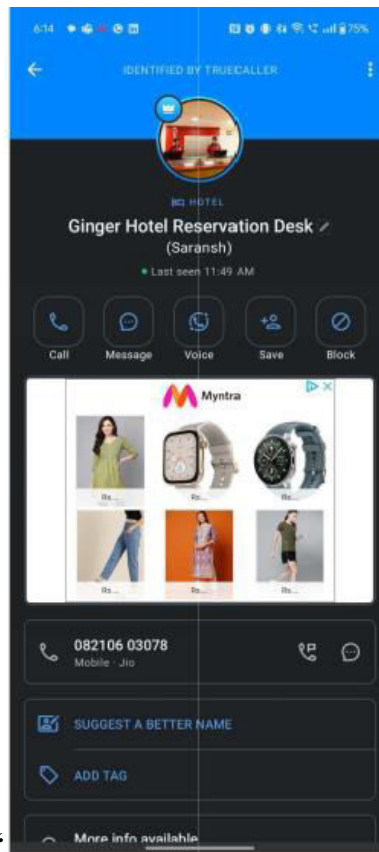 6:14
75%
IDENTIFIED BY TRUECALLER
HOTEL
Ginger Hotel Reservation Desk
(Saransh)
Last seen 11:49 AM
Call Message Voice Save Block
Myntra
Rs.... Rs.... Rs....
Rs.... Rs.... Rs....
082106 03078
Mobile · Jio
SUGGEST A BETTER NAME
ADD TAG
More info available